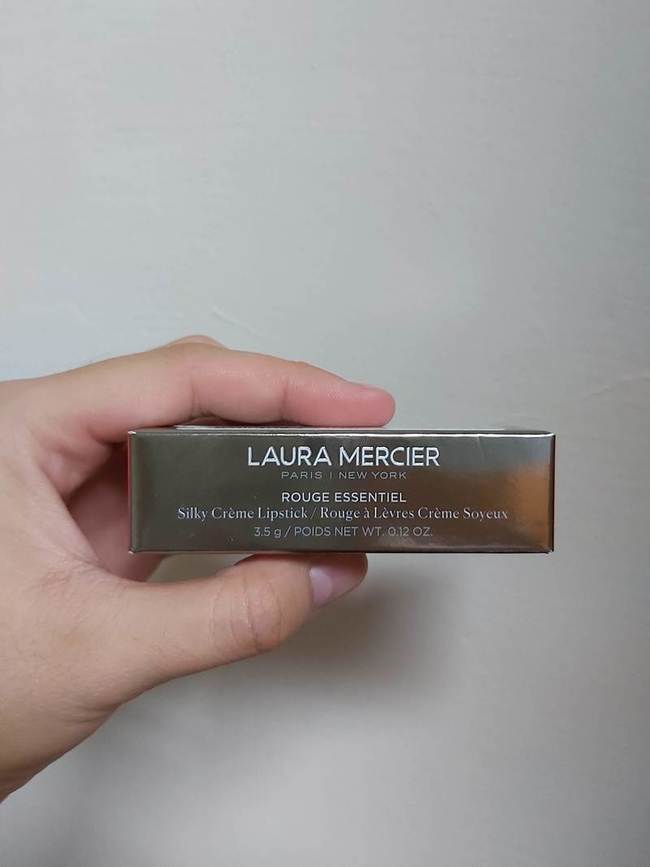 LAURA MERCIER
PARIS | NEW YORK
ROUGE ESSENTIEL
Silky Crème Lipstick / Rouge à Lèvres Crème Soyeux
3.5 g / POIDS NET WT. 0.12 OZ.